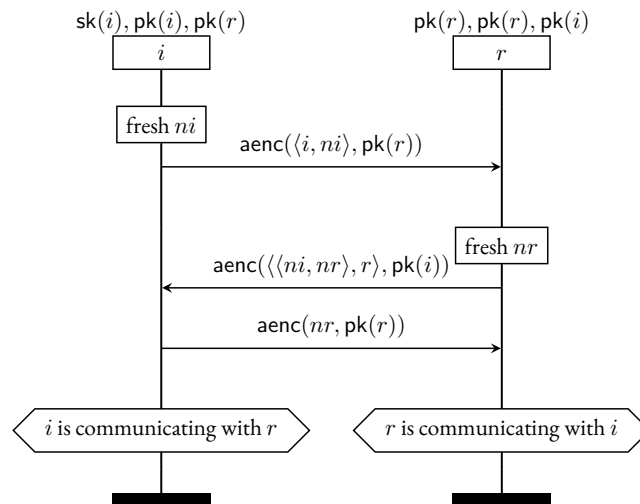 sk(i), pk(i), pk(r)
pk(r), pk(r), pk(i)
i
r
fresh ni
aenc(⟨i, ni⟩, pk(r))
fresh nr
aenc(⟨⟨ni, nr⟩, r⟩, pk(i))
aenc(nr, pk(r))
i is communicating with r
r is communicating with i